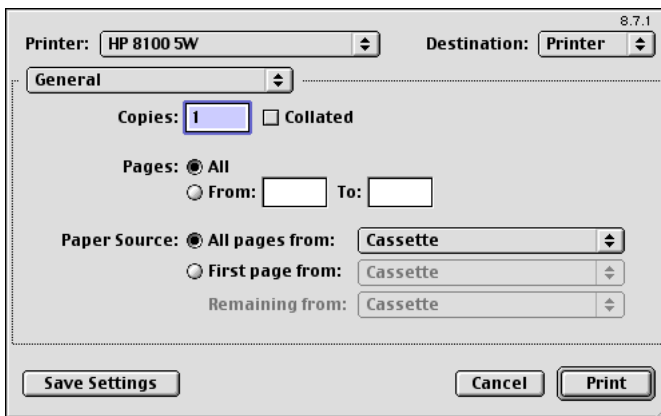 8.7.1
Printer: HP 8100 5W Destination: Printer
General
Copies: 1 Collated
Pages: All
From: To:
Paper Source: All pages from: Cassette
First page from: Cassette
Remaining from: Cassette
Save Settings Cancel Print